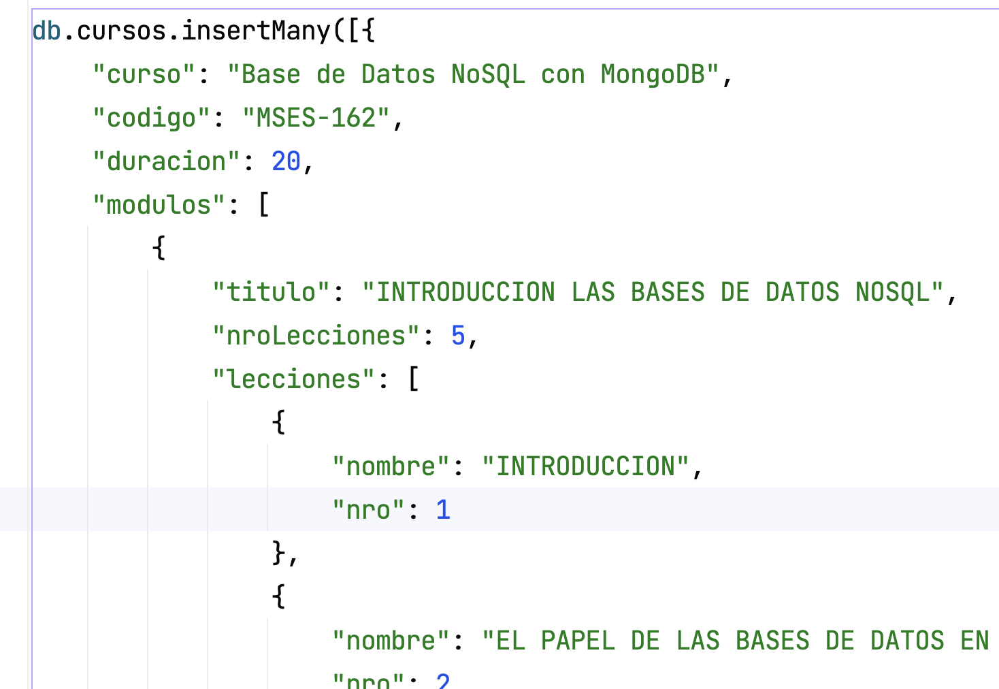 db.cursos.insertMany([{
"curso": "Base de Datos NoSQL con MongoDB",
"codigo": "MSES-162",
"duracion": 20,
"modulos": [
{
"titulo": "INTRODUCCION LAS BASES DE DATOS NOSQL",
"nroLecciones": 5,
"lecciones": [
{
"nombre": "INTRODUCCION",
"nro": 1
},
{
"nombre": "EL PAPEL DE LAS BASES DE DATOS EN
"nro": 2